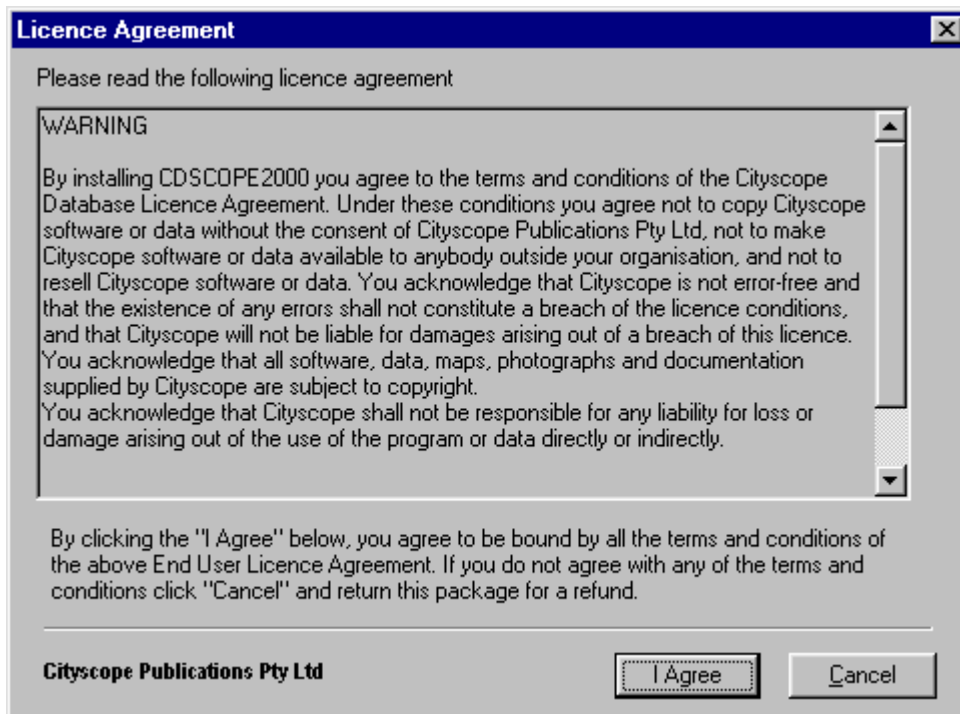 Licence Agreement
Please read the following licence agreement
WARNING
By installing CDSCOPE2000 you agree to the terms and conditions of the Cityscope
Database Licence Agreement. Under these conditions you agree not to copy Cityscope
software or data without the consent of Cityscope Publications Pty Ltd, not to make
Cityscope software or data available to anybody outside your organisation, and not to
resell Cityscope software or data. You acknowledge that Cityscope is not error-free and
that the existence of any errors shall not constitute a breach of the licence conditions,
and that Cityscope will not be liable for damages arising out of a breach of this licence.
You acknowledge that all software, data, maps, photographs and documentation
supplied by Cityscope are subject to copyright.
You acknowledge that Cityscope shall not be responsible for any liability for loss or
damage arising out of the use of the program or data directly or indirectly.
By clicking the "I Agree" below, you agree to be bound by all the terms and conditions of
the above End User Licence Agreement. If you do not agree with any of the terms and
conditions click "Cancel" and return this package for a refund.
Cityscope Publications Pty Ltd
I Agree
Cancel